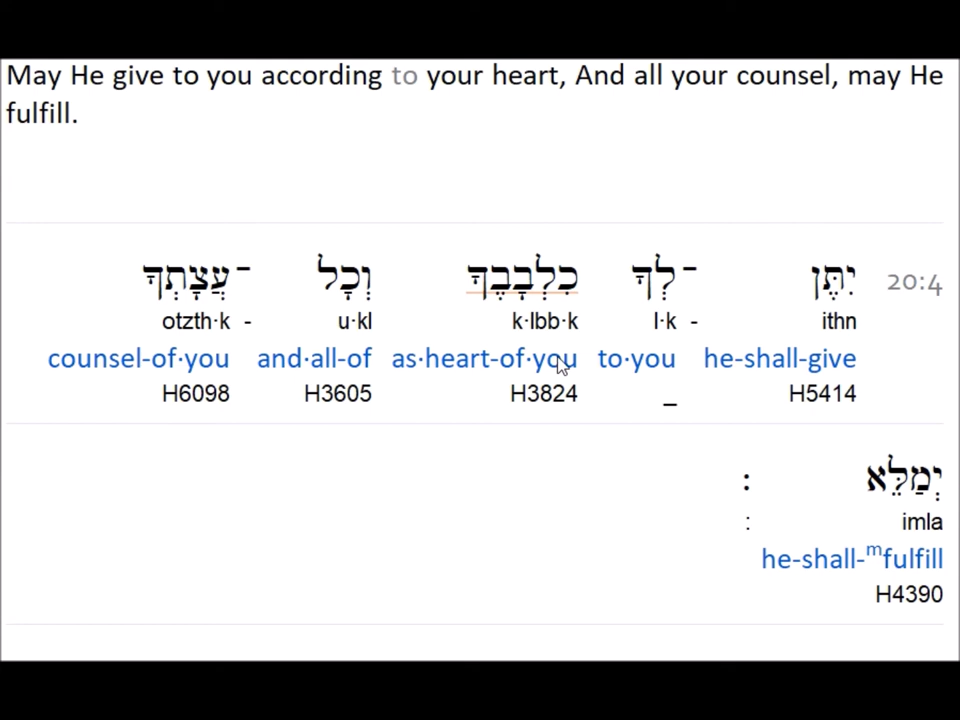 May He give to you according to your heart, And all your counsel, may He
fulfill.
20:4 יִתֶּן ־לְךָ כִלְבָבֶךָ וְכָל ־עֲצָתְךָ
ithn - l·k k·lbb·k u·kl - otzth·k
he-shall-give to·you as·heart-of·you and·all-of counsel-of·you
H5414 _ H3824 H3605 H6098
יְמַלֵּא :
imla :
he-shall-ᵐfulfill
H4390